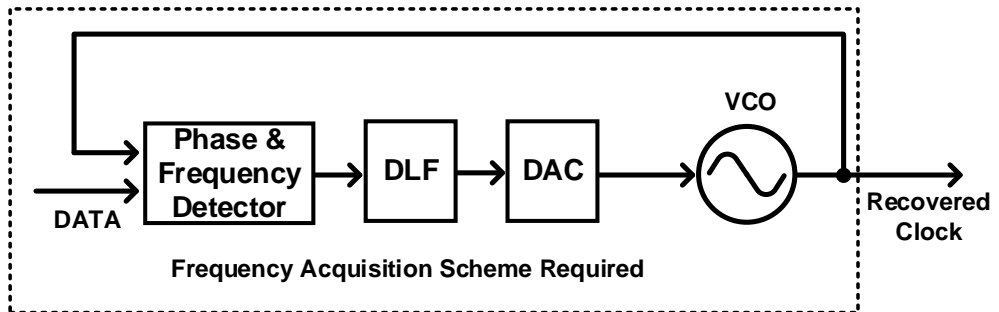 VCO
Phase &
Frequency
Detector
DLF
DAC
DATA
Recovered
Clock
Frequency Acquisition Scheme Required